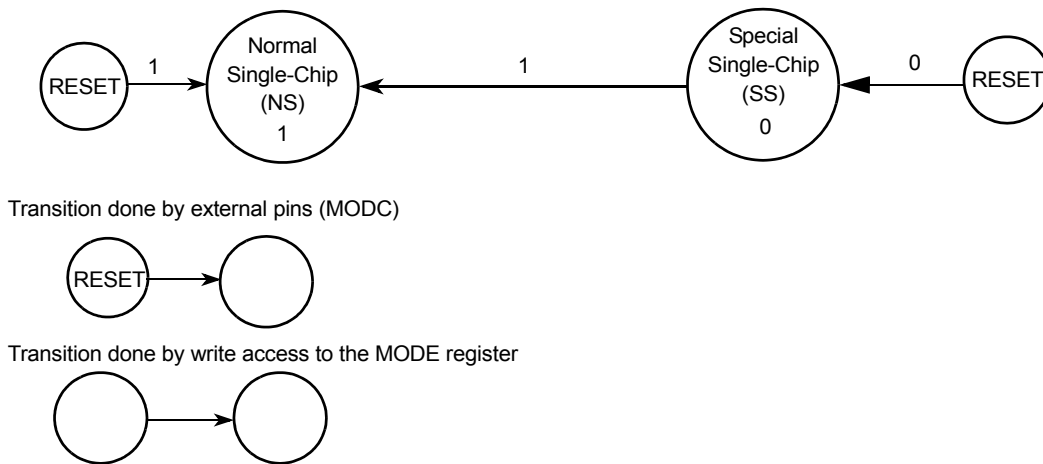 RESET
1
Normal
Single-Chip
(NS)
1
1
Special
Single-Chip
(SS)
0
0
RESET
Transition done by external pins (MODC)
RESET
Transition done by write access to the MODE register